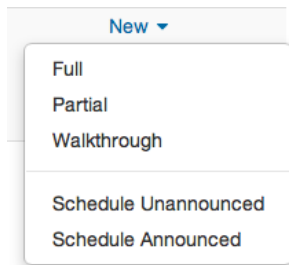 New
Full
Partial
Walkthrough
Schedule Unannounced
Schedule Announced